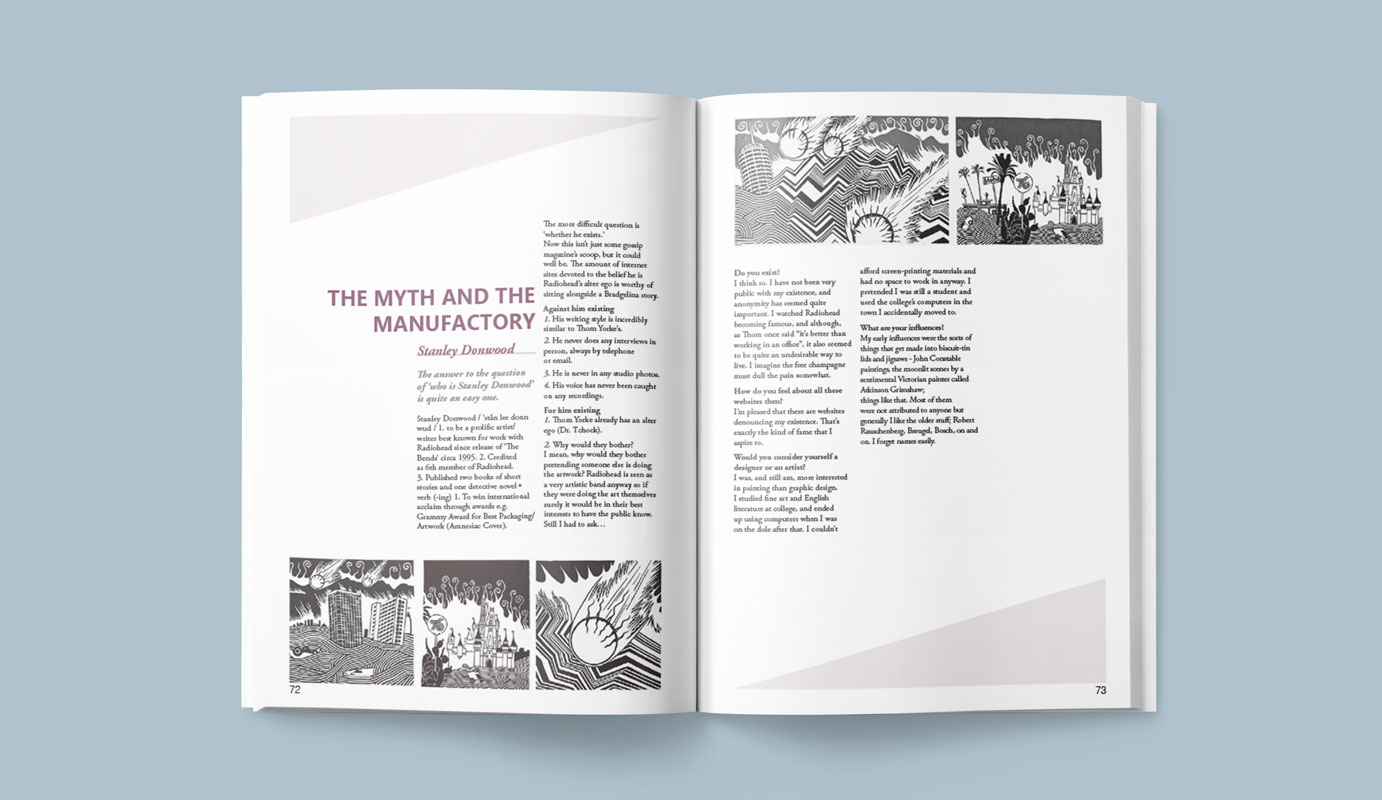 THE MYTH AND THE
MANUFACTORY
Stanley Donwood
The answer to the question
of 'who is Stanley Donwood'
is quite an easy one.
Stanley Donwood / 'stăn lee donn
wud / 1. to be a prolific artist/
writer best known for work with
Radiohead since release of 'The
Bends' circa 1995. 2. Credited
as 6th member of Radiohead.
3. Published two books of short
stories and one detective novel •
verb (-ing) 1. To win international
acclaim through awards e.g.
Grammy Award for Best Packaging/
Artwork (Amnesiac Cover).
The more difficult question is
'whether he exists.'
Now this isn't just some gossip
magazine's scoop, but it could
well be. The amount of internet
sites devoted to the belief he is
Radiohead's alter ego is worthy of
sitting alongside a Bradgelina story.
Against him existing
1. His writing style is incredibly
similar to Thom Yorke's.
2. He never does any interviews in
person, always by telephone
or email.
3. He is never in any studio photos.
4. His voice has never been caught
on any recordings.
For him existing
1. Thom Yorke already has an alter
ego (Dr. Tchock).
2. Why would they bother?
I mean, why would they bother
pretending someone else is doing
the artwork? Radiohead is seen as
a very artistic band anyway so if
they were doing the art themselves
surely it would be in their best
interests to have the public know.
Still I had to ask…
72
Do you exist?
I think so. I have not been very
public with my existence, and
anonymity has seemed quite
important. I watched Radiohead
becoming famous, and although,
as Thom once said "it's better than
working in an office", it also seemed
to be quite an undesirable way to
live. I imagine the free champagne
must dull the pain somewhat.
How do you feel about all these
websites then?
I'm pleased that there are websites
denouncing my existence. That's
exactly the kind of fame that I
aspire to.
Would you consider yourself a
designer or an artist?
I was, and still am, most interested
in painting than graphic design.
I studied fine art and English
literature at college, and ended
up using computers when I was
on the dole after that. I couldn't
afford screen-printing materials and
had no space to work in anyway. I
pretended I was still a student and
used the college's computers in the
town I accidentally moved to.
What are your influences?
My early influences were the sorts of
things that get made into biscuit-tin
lids and jigsaws - John Constable
paintings, the moonlit scenes by a
sentimental Victorian painter called
Atkinson Grimshaw;
things like that. Most of them
were not attributed to anyone but
generally I like the older stuff; Robert
Rauschenberg, Breugel, Bosch, on and
on. I forget names easily.
73